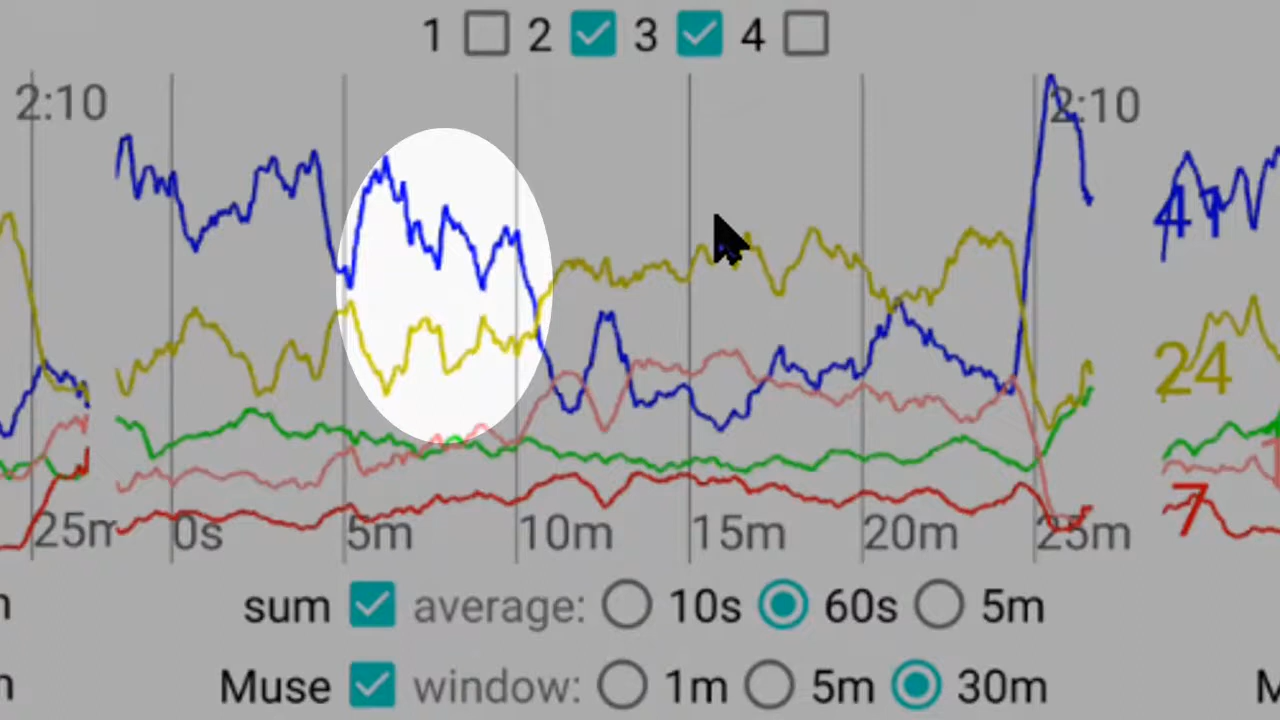 1 2 3 4
2:10 2:10
41
24
7
25m 0s 5m 10m 15m 20m 25m
sum average: 10s 60s 5m
Muse window: 1m 5m 30m